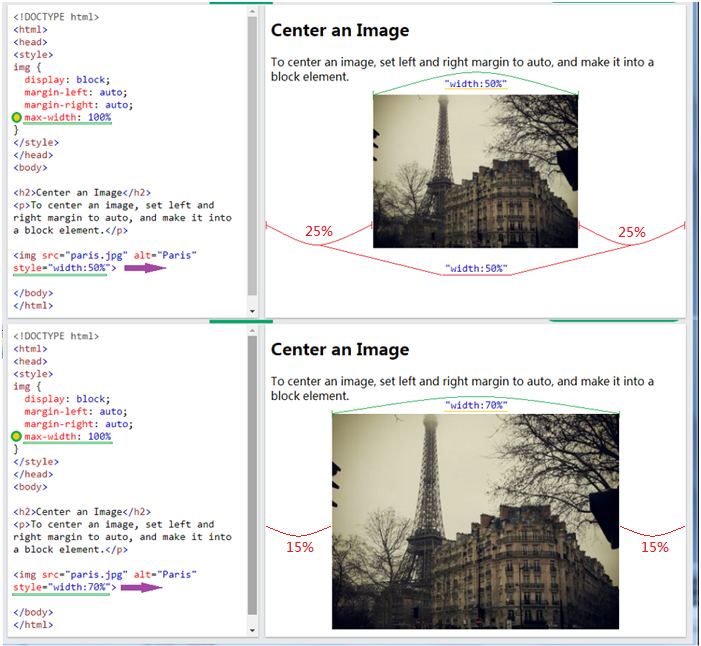 <!DOCTYPE html>
<html>
<head>
<style>
img {
  display: block;
  margin-left: auto;
  margin-right: auto;
  max-width: 100%
}
</style>
</head>
<body>
<h2>Center an Image</h2>
<p>To center an image, set left and
right margin to auto, and make it into
a block element.</p>
<img src="paris.jpg" alt="Paris"
style="width:50%">
</body>
</html>
Center an Image
To center an image, set left and right margin to auto, and make it into a
block element.
"width:50%"
25%
25%
"width:50%"
<!DOCTYPE html>
<html>
<head>
<style>
img {
  display: block;
  margin-left: auto;
  margin-right: auto;
  max-width: 100%
}
</style>
</head>
<body>
<h2>Center an Image</h2>
<p>To center an image, set left and
right margin to auto, and make it into
a block element.</p>
<img src="paris.jpg" alt="Paris"
style="width:70%">
</body>
</html>
Center an Image
To center an image, set left and right margin to auto, and make it into a
block element.
"width:70%"
15%
15%